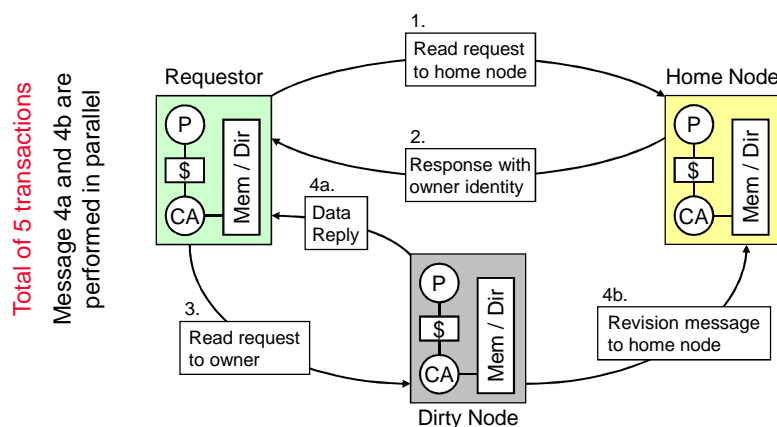 Total of 5 transactions
Message 4a and 4b are
performed in parallel
1.
Read request
to home node
Requestor
Home Node
P
$
CA
Mem / Dir
2.
Response with
owner identity
P
$
CA
Mem / Dir
4a.
Data
Reply
3.
Read request
to owner
P
$
CA
Mem / Dir
4b.
Revision message
to home node
Dirty Node